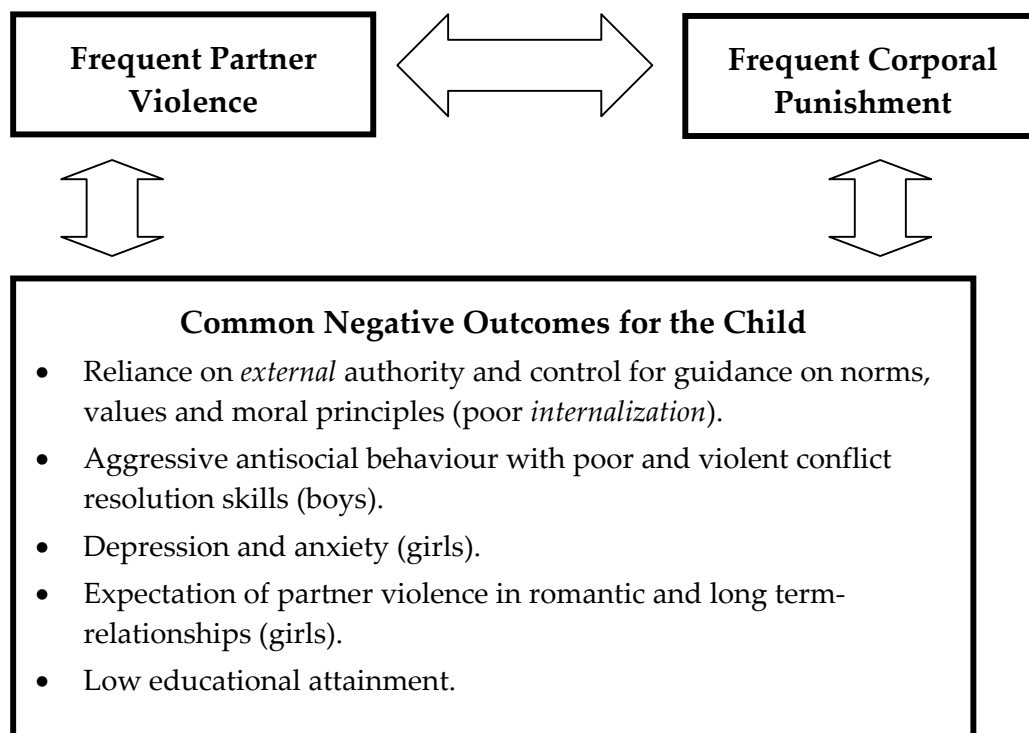 Frequent Partner
Violence
Frequent Corporal
Punishment
Common Negative Outcomes for the Child
• Reliance on external authority and control for guidance on norms,
values and moral principles (poor internalization).
• Aggressive antisocial behaviour with poor and violent conflict
resolution skills (boys).
• Depression and anxiety (girls).
• Expectation of partner violence in romantic and long term-
relationships (girls).
• Low educational attainment.